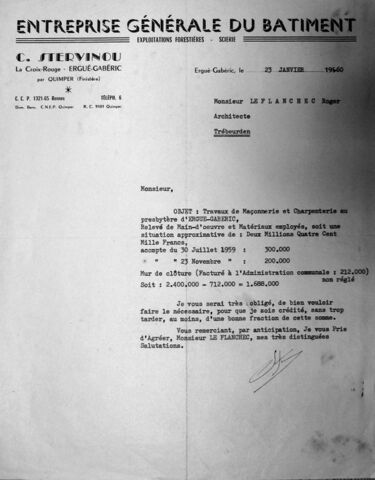 ENTREPRISE GÉNÉRALE DU BATIMENT
EXPLOITATIONS FORESTIÈRES - SCIERIE
C. STERVINOU
La Croix-Rouge - ERGUÉ-GABÉRIC
par QUIMPER (Finistère)
C. C. P. 1321-65 Rennes TÉLÉPH. 6
Dom. Banc. C.N.E.P. Quimper R. C. 9101 Quimper
Ergué-Gabéric, le 23 JANVIER 1960
Monsieur LE FLANCHEC Roger
Architecte
Trébeurden
Monsieur,
OBJET : Travaux de Maçonnerie et Charpenterie au
presbytère d'ERGUE-GABERIC,
Relevé de Main-d'oeuvre et Matériaux employés, soit une
situation approximative de : Deux Millions Quatre Cent
Mille Francs,
acompte du 30 Juillet 1959 : 300.000
" " 23 Novembre " : 200.000
Mur de clôture (Facturé à l'Administration communale : 212.000)
non réglé
Soit : 2.400.000 - 712.000 = 1.688.000
Je vous serai très obligé, de bien vouloir
faire le nécessaire, pour que je sois crédité, sans trop
tarder, au moins, d'une bonne fraction de cette somme.
Vous remerciant, par anticipation, Je vous Prie
d'Agréer, Monsieur LE FLANCHEC, mes très distinguées
Salutations.